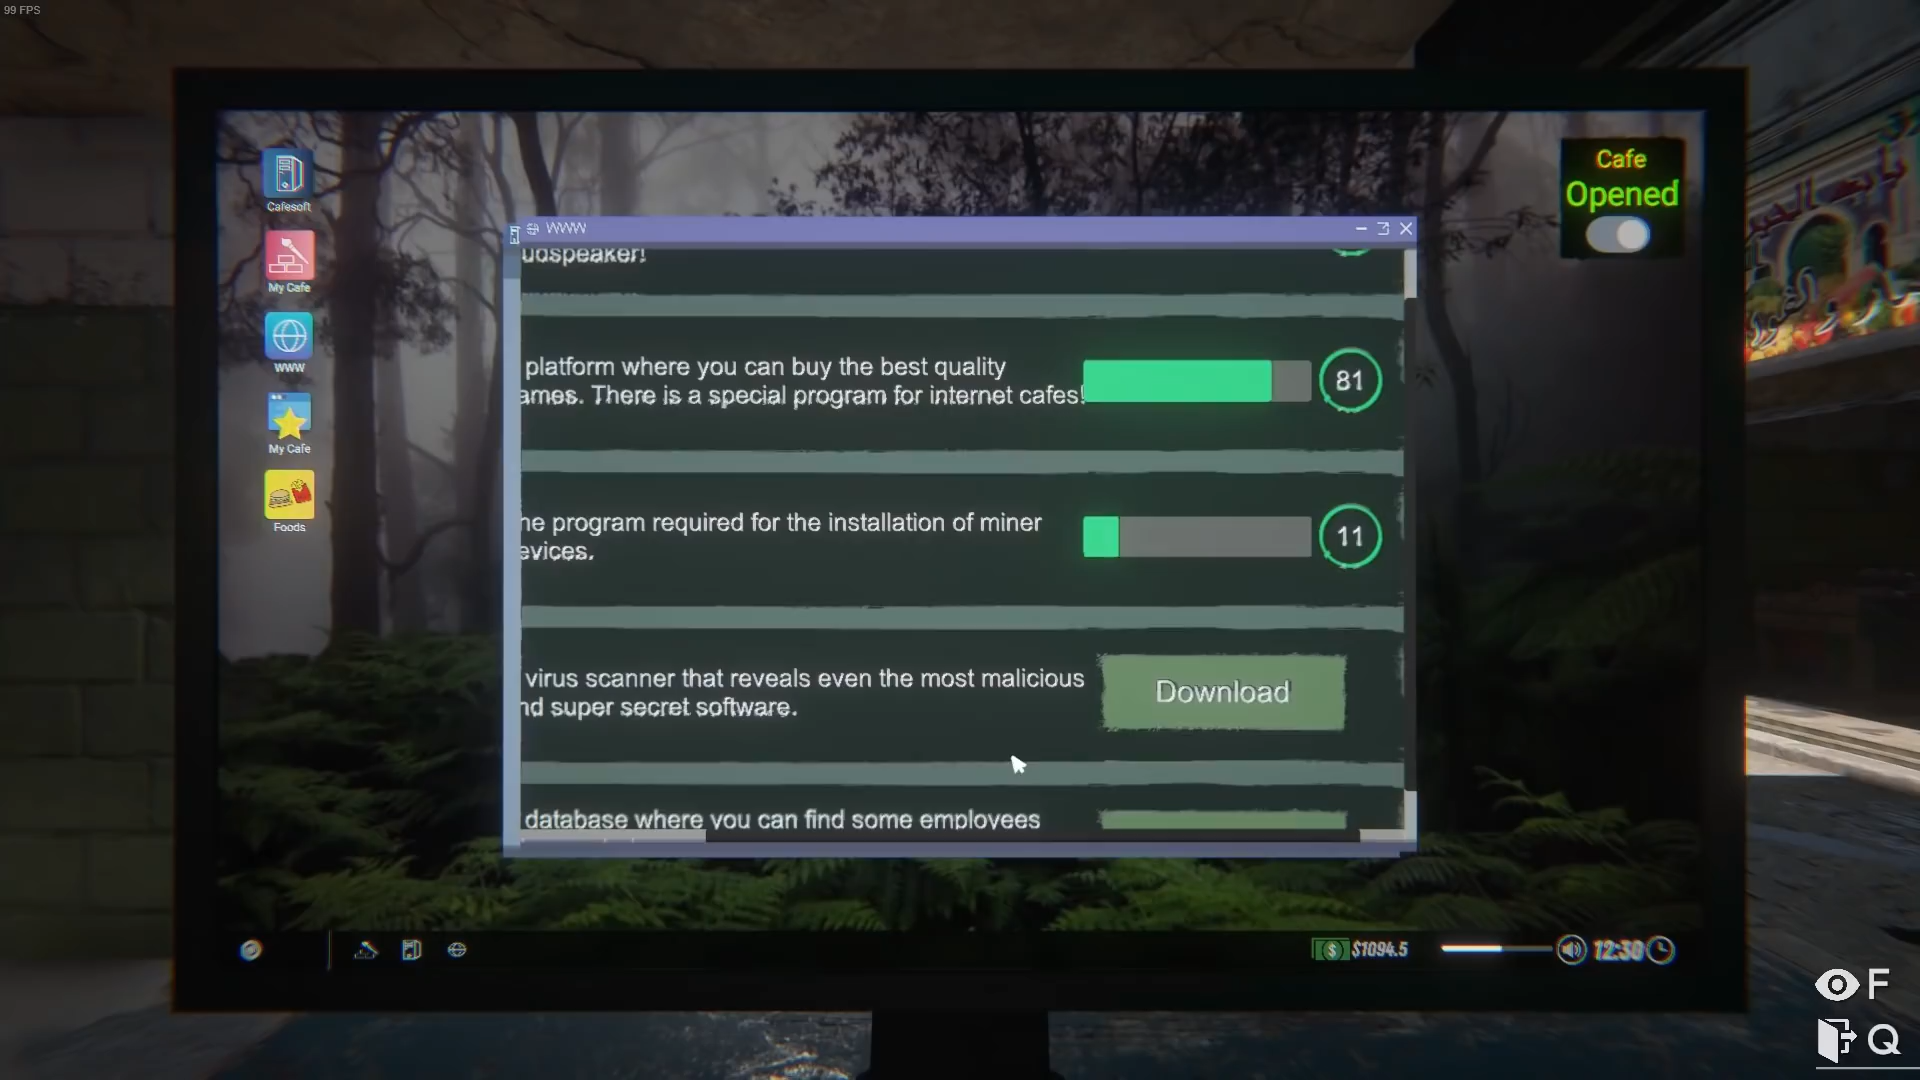 99 FPS
Cafesoft
My Cafe
WWW
My Cafe
Foods
WWW
udspeaker!
platform where you can buy the best quality
ames. There is a special program for internet cafes!
81
he program required for the installation of miner
evices.
11
virus scanner that reveals even the most malicious
nd super secret software.
Download
database where you can find some employees
Cafe
Opened
$1094.5
12:30
F
Q